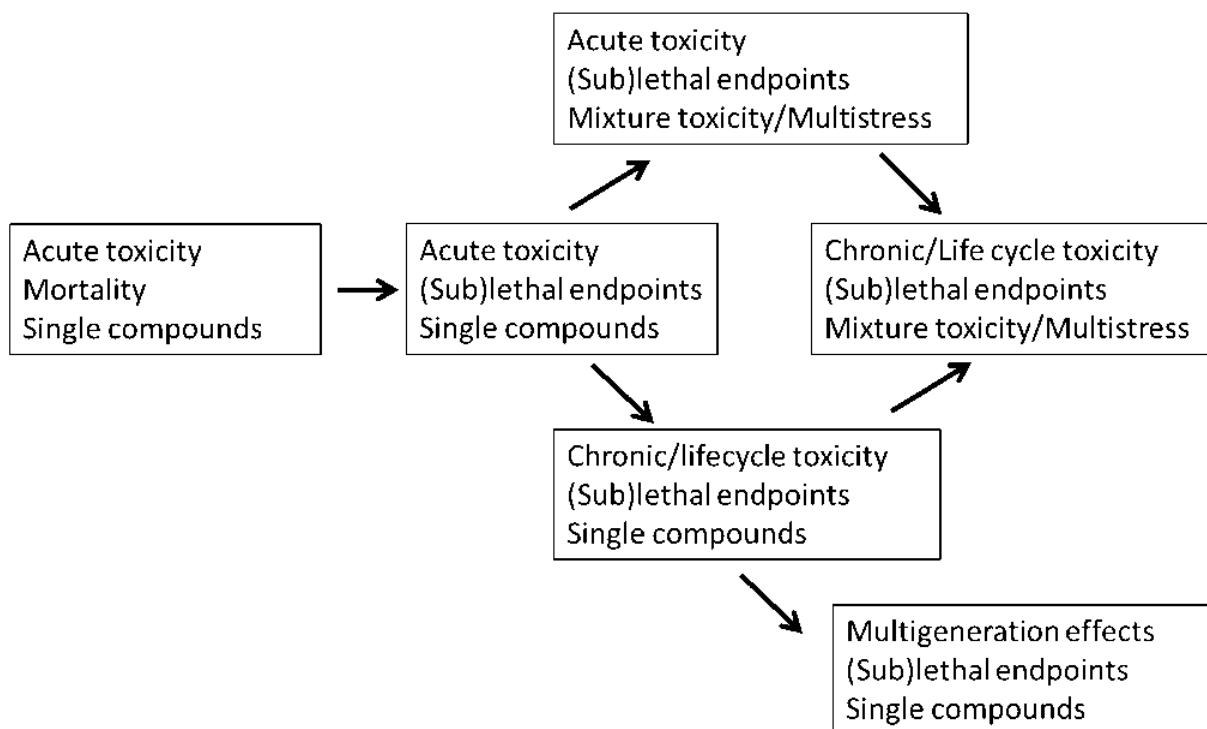 Acute toxicity
(Sub)lethal endpoints
Mixture toxicity/Multistress
Acute toxicity
Mortality
Single compounds
Acute toxicity
(Sub)lethal endpoints
Single compounds
Chronic/Life cycle toxicity
(Sub)lethal endpoints
Mixture toxicity/Multistress
Chronic/lifecycle toxicity
(Sub)lethal endpoints
Single compounds
Multigeneration effects
(Sub)lethal endpoints
Single compounds